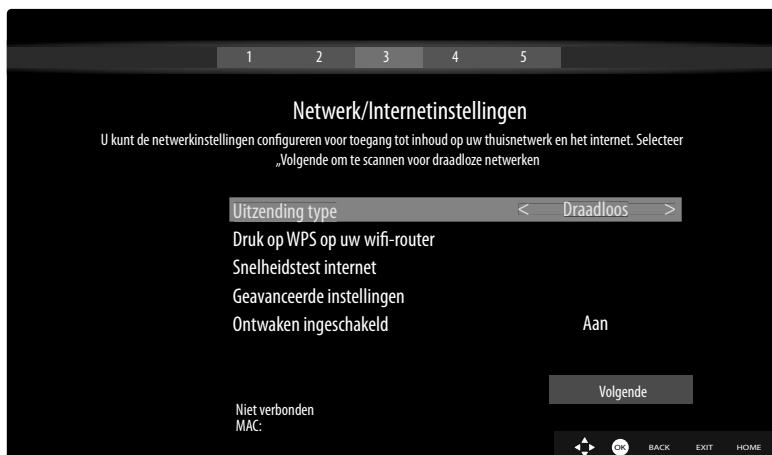 1 2 3 4 5
Netwerk/Internetinstellingen
U kunt de netwerkinstellingen configureren voor toegang tot inhoud op uw thuisnetwerk en het internet. Selecteer
„Volgende om te scannen voor draadloze netwerken
Uitzending type < Draadloos >
Druk op WPS op uw wifi-router
Snelheidstest internet
Geavanceerde instellingen
Ontwaken ingeschakeld Aan
Volgende
Niet verbonden
MAC:
OK BACK EXIT HOME